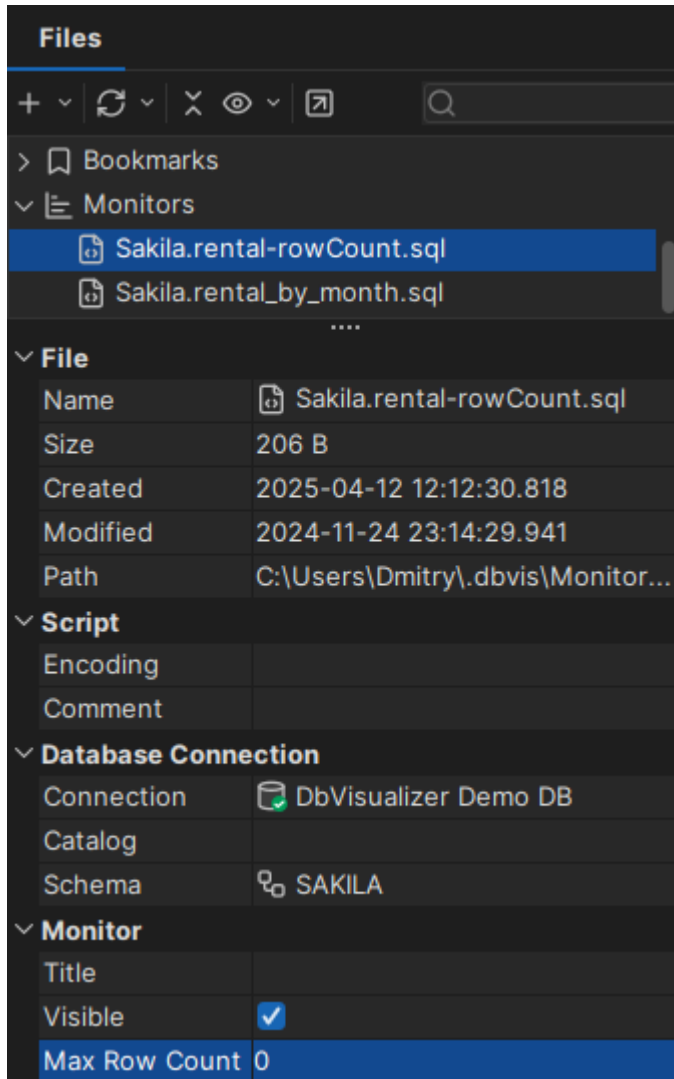 Files
Bookmarks
Monitors
Sakila.rental-rowCount.sql
Sakila.rental_by_month.sql
File
Name Sakila.rental-rowCount.sql
Size 206 B
Created 2025-04-12 12:12:30.818
Modified 2024-11-24 23:14:29.941
Path C:\Users\Dmitry\.dbvis\Monitor...
Script
Encoding
Comment
Database Connection
Connection DbVisualizer Demo DB
Catalog
Schema SAKILA
Monitor
Title
Visible
Max Row Count 0